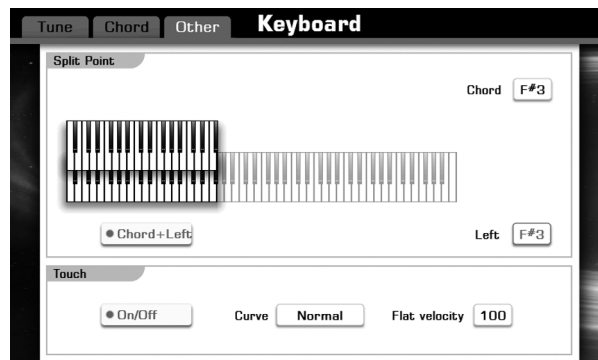 Tune Chord Other Keyboard
Split Point
Chord F#3
Chord+Left
Left F#3
Touch
On/Off Curve Normal Flat velocity 100